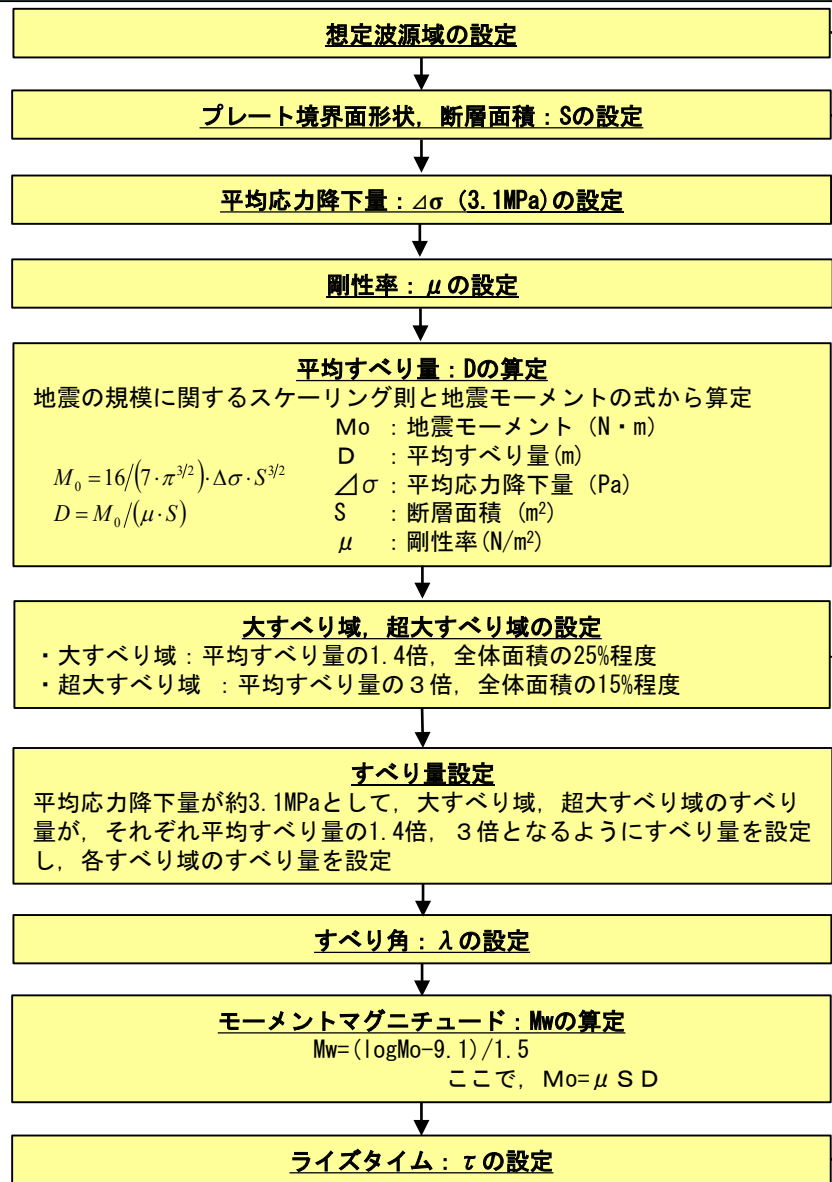 想定波源域の設定
プレート境界面形状，断層面積：Sの設定
平均応力降下量：⊿σ (3.1MPa)の設定
剛性率：μの設定
平均すべり量：Dの算定
地震の規模に関するスケーリング則と地震モーメントの式から算定
Mo ：地震モーメント (N・m)
D ：平均すべり量(m)
⊿σ：平均応力降下量 (Pa)
S ：断層面積 (m²)
μ ：剛性率(N/m²)
M₀ = 16/(7・π^3/2)・Δσ・S^3/2
D = M₀/(μ・S)
大すべり域，超大すべり域の設定
・大すべり域：平均すべり量の1.4倍，全体面積の25%程度
・超大すべり域 ：平均すべり量の３倍，全体面積の15%程度
すべり量設定
平均応力降下量が約3.1MPaとして，大すべり域，超大すべり域のすべり
量が，それぞれ平均すべり量の1.4倍，３倍となるようにすべり量を設定
し，各すべり域のすべり量を設定
すべり角：λの設定
モーメントマグニチュード：Mwの算定
Mw=(logMo-9.1)/1.5
ここで，Mo=μＳＤ
ライズタイム：τの設定